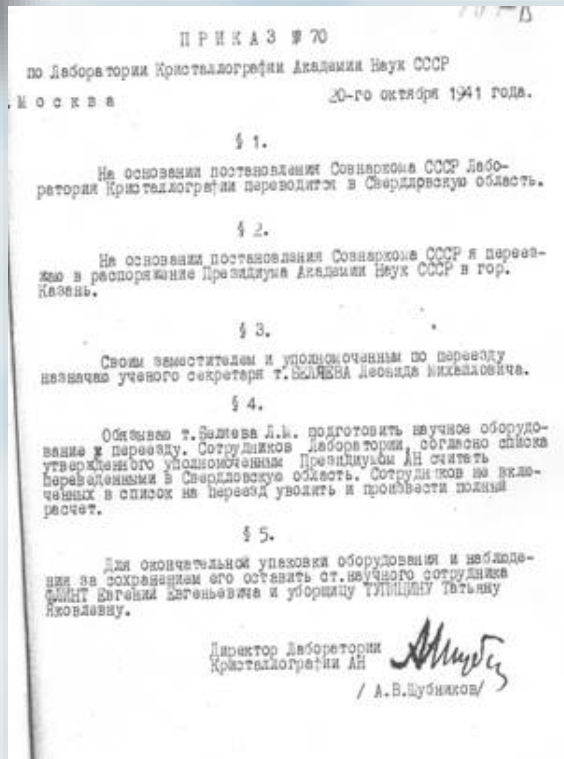 ПРИКАЗ № 70
по Лаборатории Кристаллографии Академии Наук СССР
.Москва 20-го октября 1941 года.
§ 1.
На основании постановления Совнаркома СССР Лабо-
ратория Кристаллографии переводится в Свердловскую область.
§ 2.
На основании постановления Совнаркома СССР я переез-
жаю в распоряжение Президиума Академии Наук СССР в гор.
Казань.
§ 3.
Своим заместителем и уполномоченным по переезду
назначаю ученого секретаря т.БЕЛЯЕВА Леонида Михайловича.
§ 4.
Обязываю т.Беляева Л.М. подготовить научное оборудо-
вание к переезду. Сотрудников Лаборатории, согласно списка
утвержденного уполномоченным Президиумом АН считать
переведенными в Свердловскую область. Сотрудников не вклю-
ченных в список на переезд уволить и произвести полный
расчет.
§ 5.
Для окончательной упаковки оборудования и наблюде-
ния за сохранением его оставить ст.научного сотрудника
ФЛИНТ Евгения Евгеньевича и уборщицу ТУПИЦИНУ Татьяну
Яковлевну.
Директор Лаборатории
Кристаллографии АН
/ А.В.Шубников/